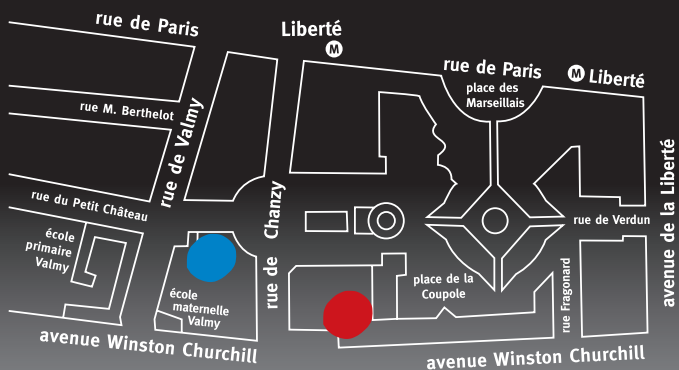 rue de Paris
Liberté
M
rue de Paris
M Liberté
place des
Marseillais
rue M. Berthelot
rue de Valmy
avenue de la Liberté
rue du Petit Château
rue de Chanzy
rue de Verdun
école
primaire
Valmy
école
maternelle
Valmy
place de la
Coupole
rue Fragonard
avenue Winston Churchill
avenue Winston Churchill